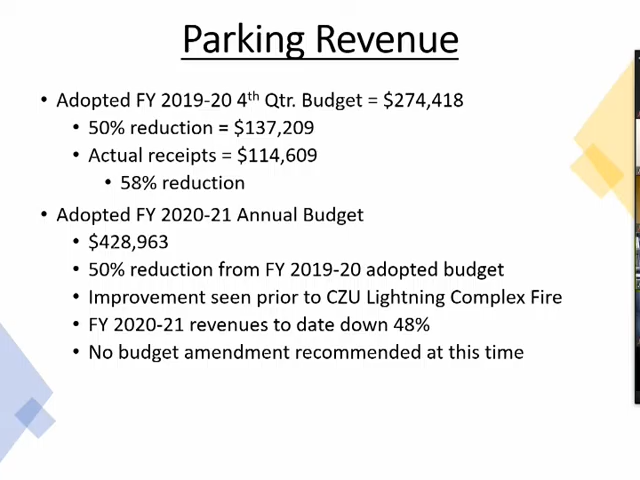 Parking Revenue
• Adopted FY 2019-20 4th Qtr. Budget = $274,418
• 50% reduction = $137,209
• Actual receipts = $114,609
• 58% reduction
• Adopted FY 2020-21 Annual Budget
• $428,963
• 50% reduction from FY 2019-20 adopted budget
• Improvement seen prior to CZU Lightning Complex Fire
• FY 2020-21 revenues to date down 48%
• No budget amendment recommended at this time